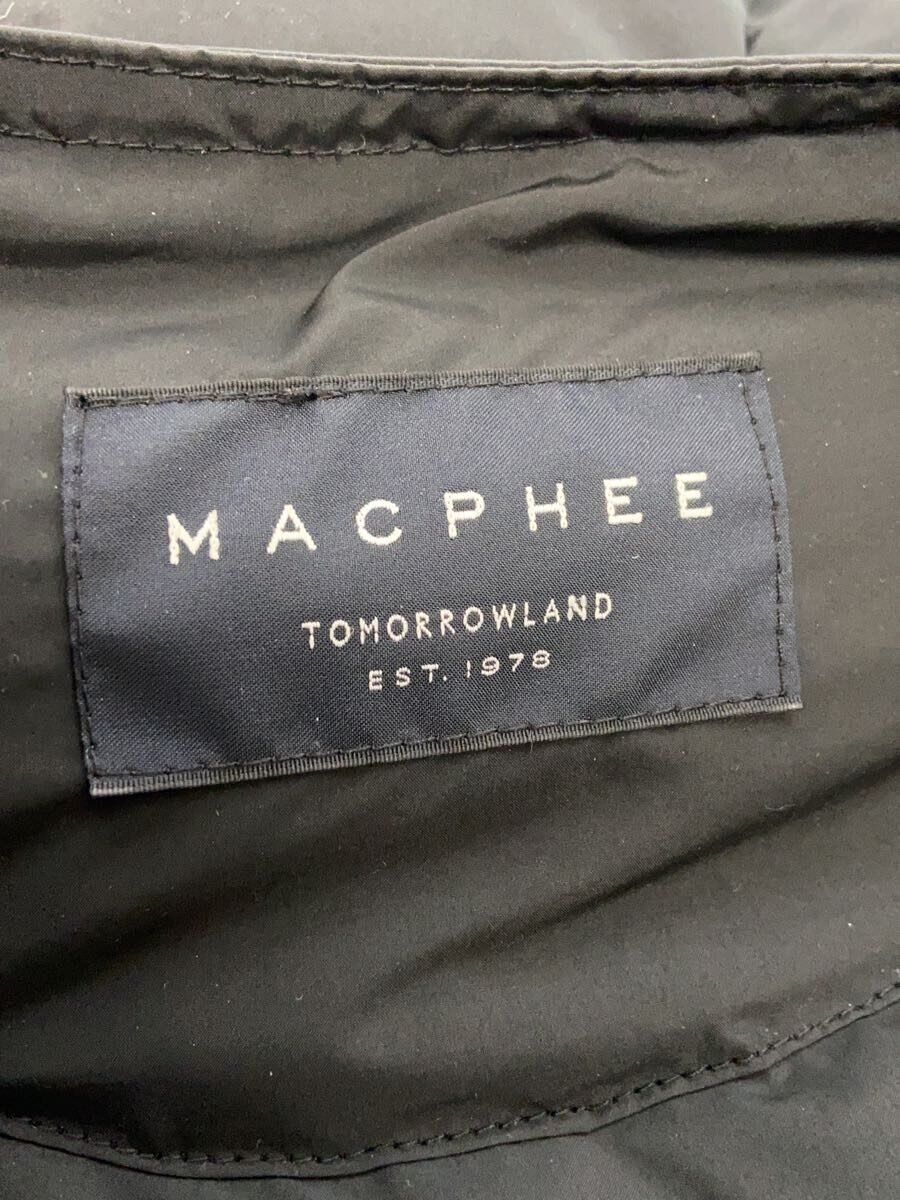 MACPHEE
TOMORROWLAND
EST. 1978